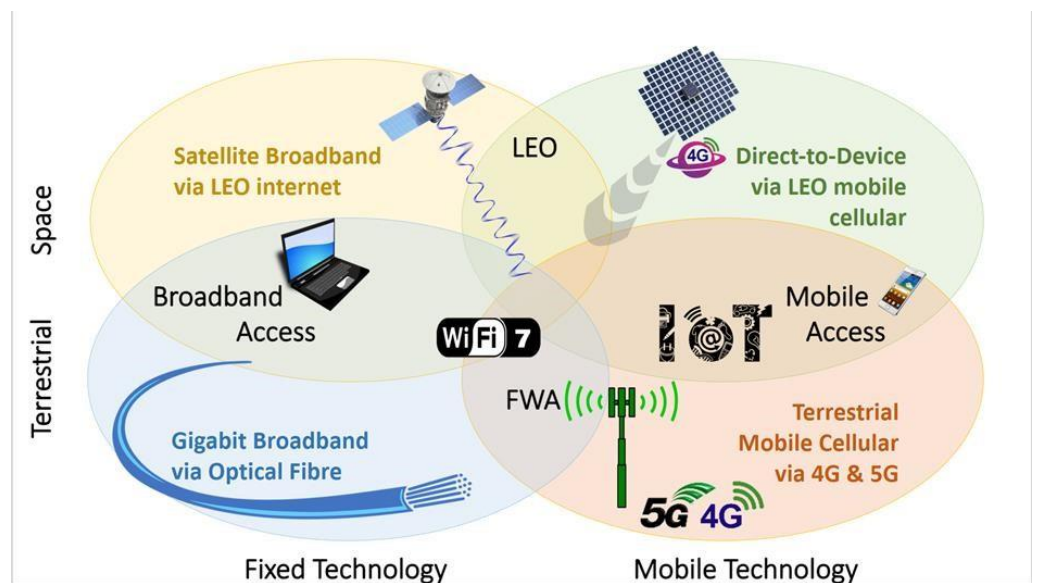 Satellite Broadband
via LEO internet
LEO
4G
Direct-to-Device
via LEO mobile
cellular
Space
Broadband
Access
WiFi 7
IoT
Mobile
Access
Terrestrial
Gigabit Broadband
via Optical Fibre
FWA
5G 4G
Terrestrial
Mobile Cellular
via 4G & 5G
Fixed Technology
Mobile Technology